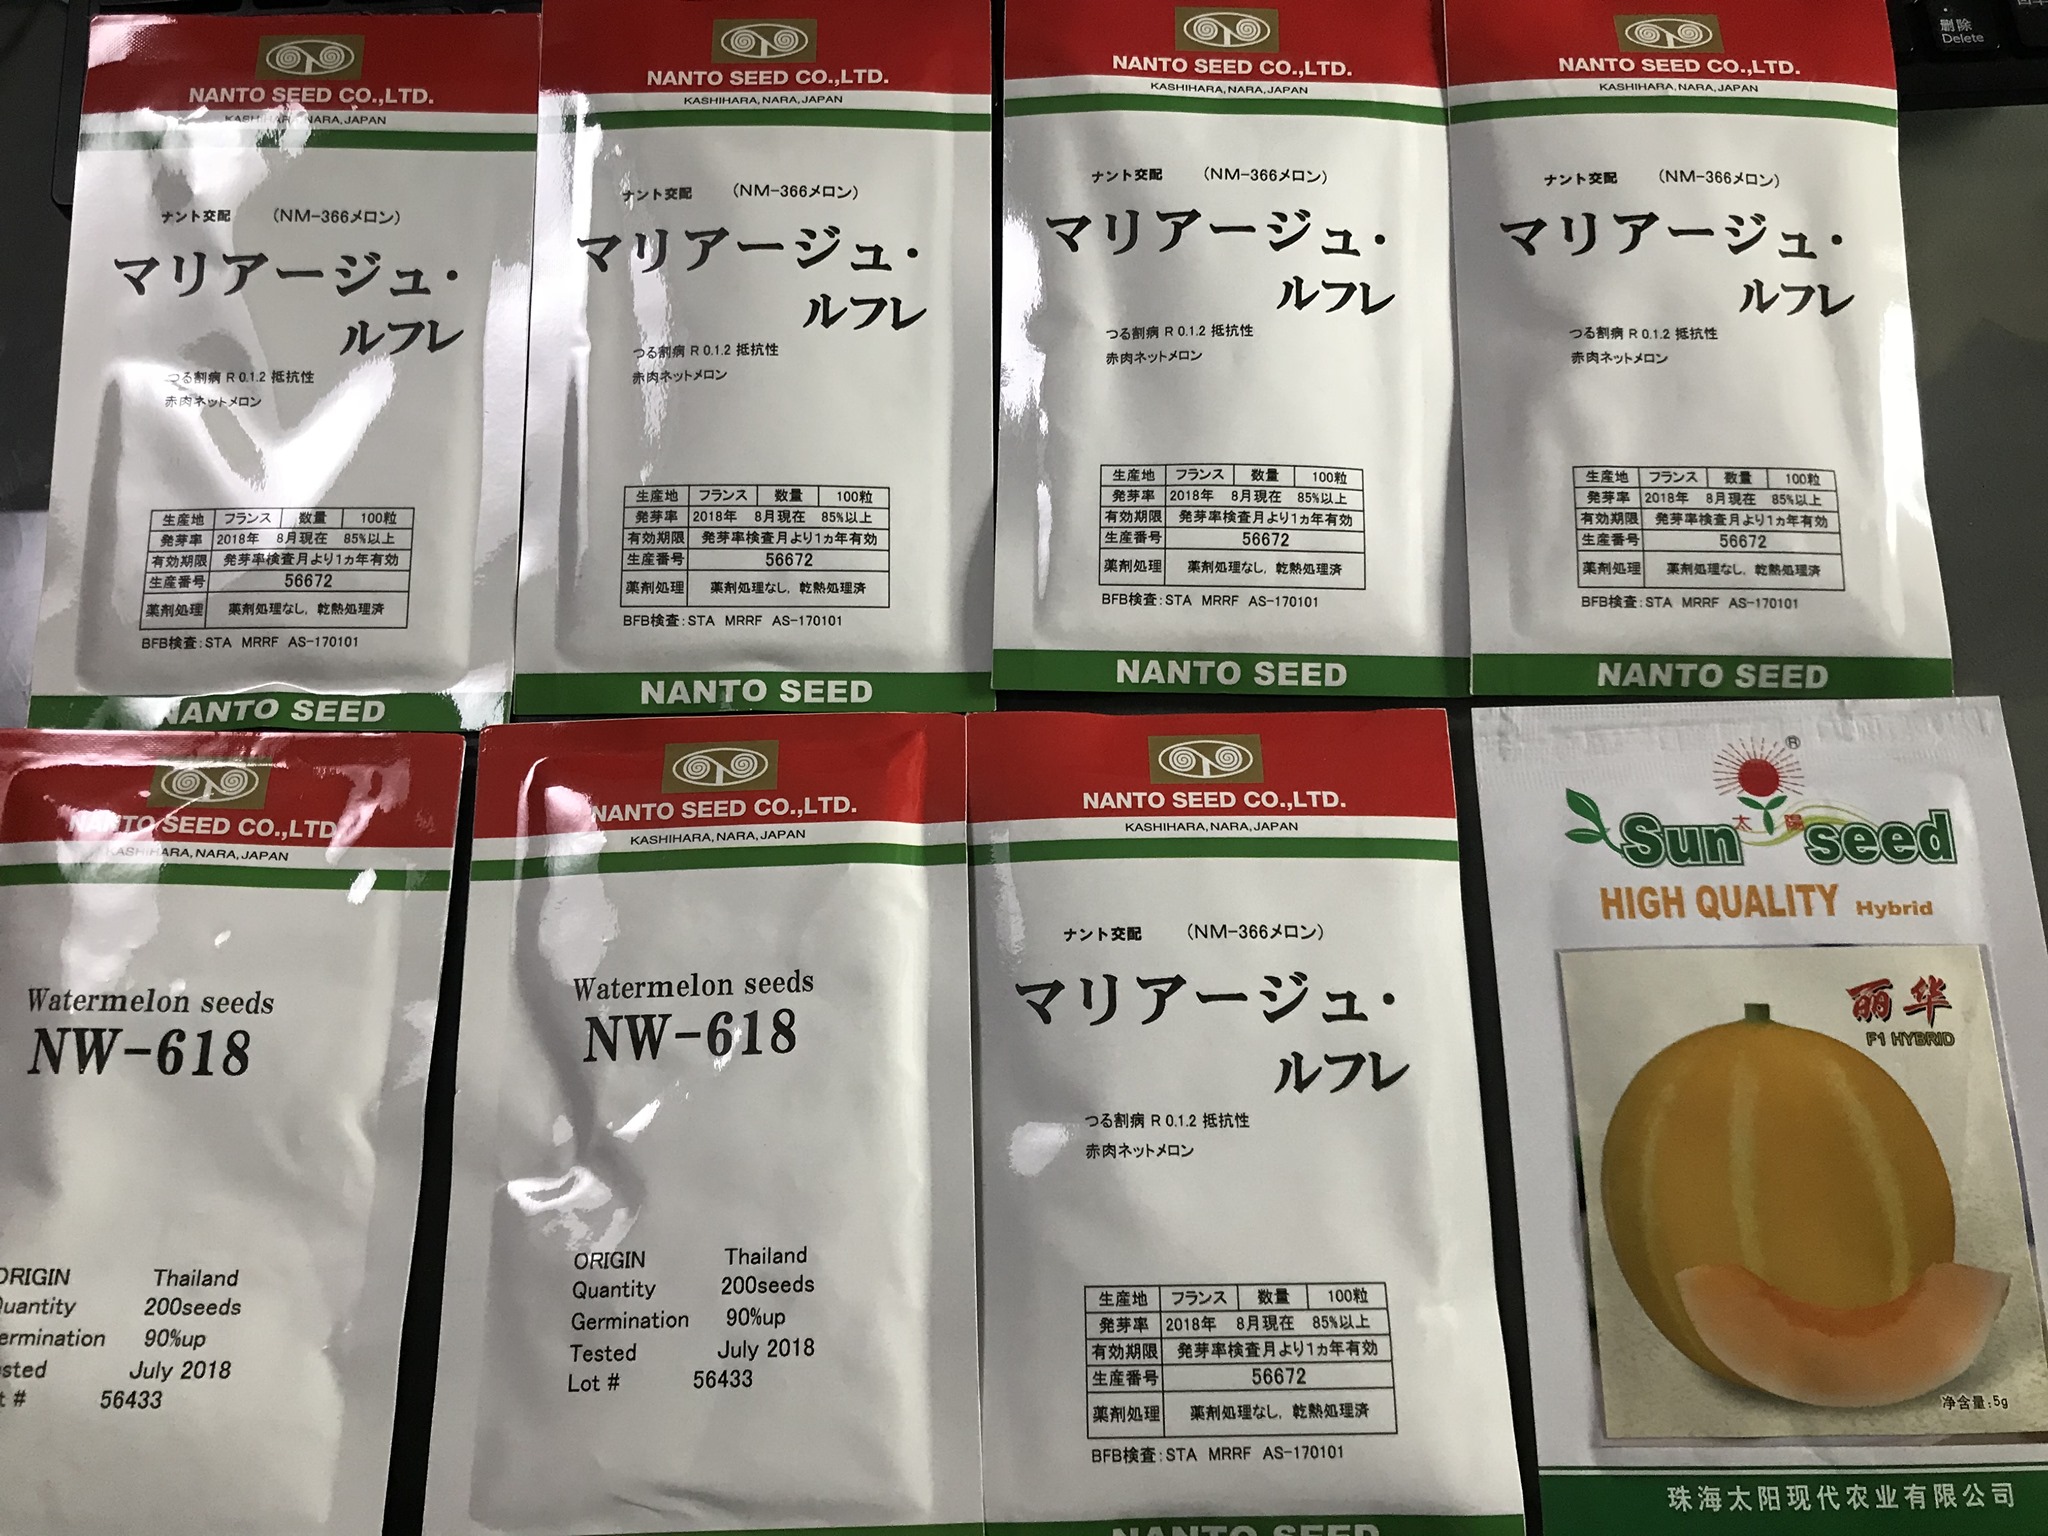 删除
Delete
NANTO SEED CO.,LTD.
KASHIHARA, NARA, JAPAN
ナント交配 (NM-366メロン)
マリアージュ・
ルフレ
つる割病 R 0.1.2 抵抗性
赤肉ネットメロン
生産地 フランス 数量 100粒
発芽率 2018年 8月現在 85%以上
有効期限 発芽率検査月より1ヵ年有効
生産番号 56672
薬剤処理 薬剤処理なし, 乾熱処理済
BFB検査:STA MRRF AS-170101
NANTO SEED
NANTO SEED CO.,LTD.
KASHIHARA, NARA, JAPAN
ナント交配 (NM-366メロン)
マリアージュ・
ルフレ
つる割病 R 0.1.2 抵抗性
赤肉ネットメロン
生産地 フランス 数量 100粒
発芽率 2018年 8月現在 85%以上
有効期限 発芽率検査月より1ヵ年有効
生産番号 56672
薬剤処理 薬剤処理なし, 乾熱処理済
BFB検査:STA MRRF AS-170101
NANTO SEED
NANTO SEED CO.,LTD.
KASHIHARA, NARA, JAPAN
ナント交配 (NM-366メロン)
マリアージュ・
ルフレ
つる割病 R 0.1.2 抵抗性
赤肉ネットメロン
生産地 フランス 数量 100粒
発芽率 2018年 8月現在 85%以上
有効期限 発芽率検査月より1ヵ年有効
生産番号 56672
薬剤処理 薬剤処理なし, 乾熱処理済
BFB検査:STA MRRF AS-170101
NANTO SEED
NANTO SEED CO.,LTD.
KASHIHARA, NARA, JAPAN
ナント交配 (NM-366メロン)
マリアージュ・
ルフレ
つる割病 R 0.1.2 抵抗性
赤肉ネットメロン
生産地 フランス 数量 100粒
発芽率 2018年 8月現在 85%以上
有効期限 発芽率検査月より1ヵ年有効
生産番号 56672
薬剤処理 薬剤処理なし, 乾熱処理済
BFB検査:STA MRRF AS-170101
NANTO SEED
NANTO SEED CO.,LTD.
KASHIHARA, NARA, JAPAN
Watermelon seeds
NW-618
ORIGIN Thailand
Quantity 200seeds
Germination 90%up
Tested July 2018
t # 56433
NANTO SEED CO.,LTD.
KASHIHARA, NARA, JAPAN
Watermelon seeds
NW-618
ORIGIN Thailand
Quantity 200seeds
Germination 90%up
Tested July 2018
Lot # 56433
NANTO SEED CO.,LTD.
KASHIHARA, NARA, JAPAN
ナント交配 (NM-366メロン)
マリアージュ・
ルフレ
つる割病 R 0.1.2 抵抗性
赤肉ネットメロン
生産地 フランス 数量 100粒
発芽率 2018年 8月現在 85%以上
有効期限 発芽率検査月より1ヵ年有効
生産番号 56672
薬剤処理 薬剤処理なし, 乾熱処理済
BFB検査:STA MRRF AS-170101
NANTO SEED
®
Sun 太陽 seed
HIGH QUALITY Hybrid
丽华
F1 HYBRID
净含量:5g
珠海太阳现代农业有限公司